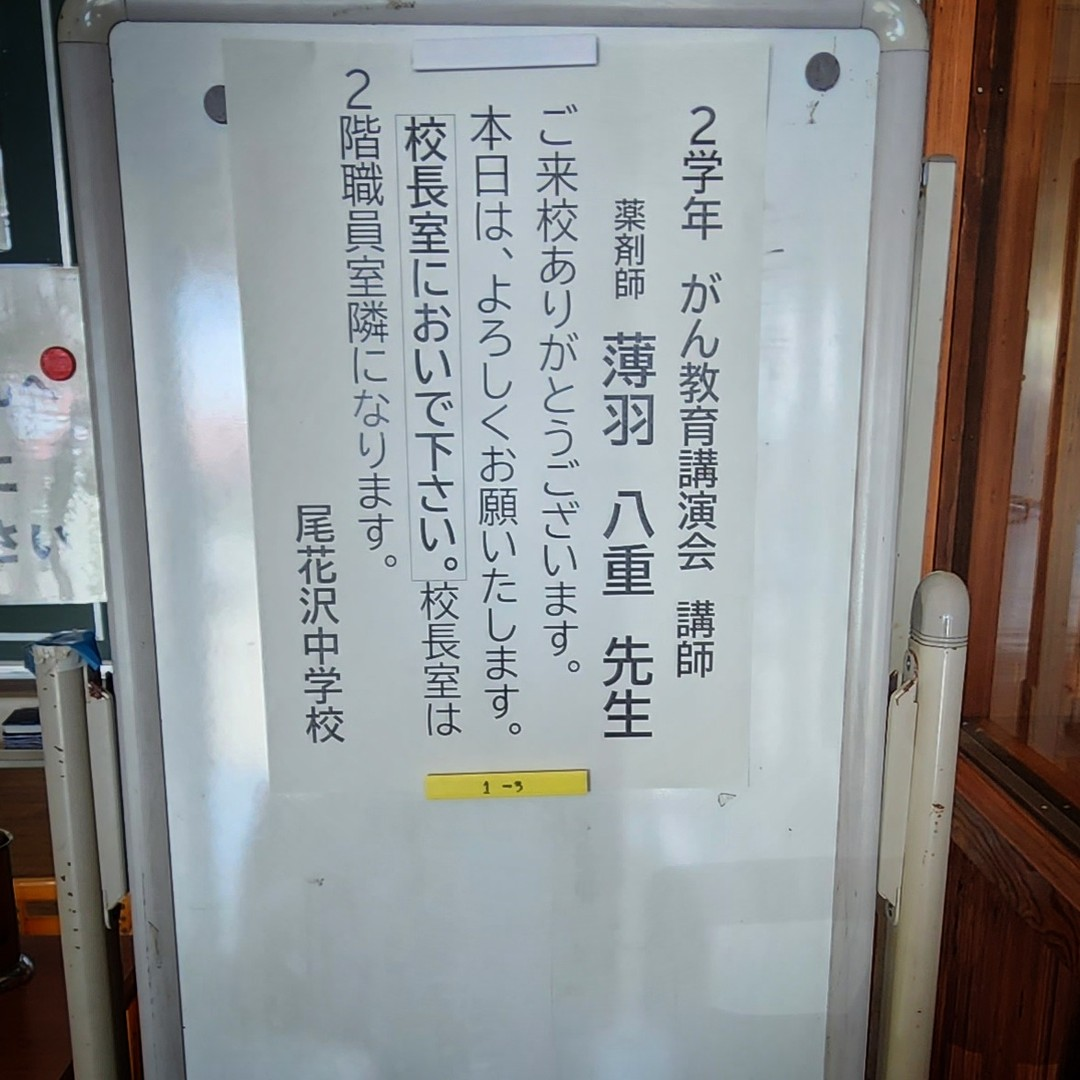 2学年 がん教育講演会 講師
薬剤師 薄羽 八重 先生
ご来校ありがとうございます。
本日は、よろしくお願いいたします。
校長室においで下さい。校長室は
2階職員室隣になります。
尾花沢中学校
1-3
さい